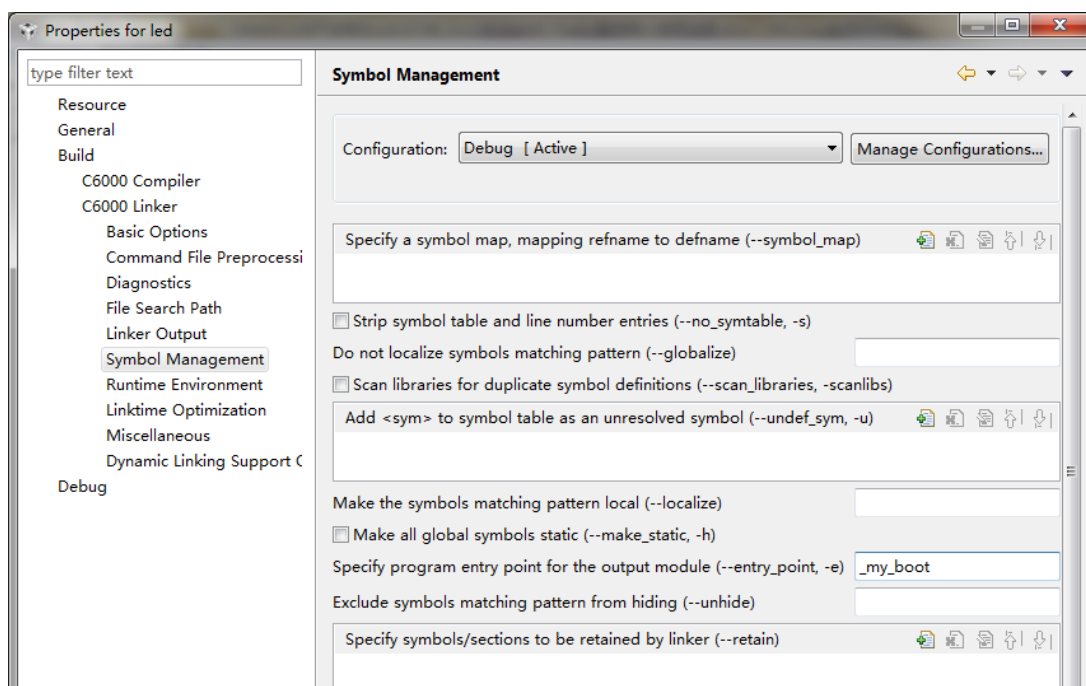 Properties for led
type filter text
Symbol Management
Resource
General
Build
C6000 Compiler
C6000 Linker
Basic Options
Command File Preprocessi
Diagnostics
File Search Path
Linker Output
Symbol Management
Runtime Environment
Linktime Optimization
Miscellaneous
Dynamic Linking Support C
Debug
Configuration: Debug [ Active ] Manage Configurations...
Specify a symbol map, mapping refname to defname (--symbol_map)
Strip symbol table and line number entries (--no_symtable, -s)
Do not localize symbols matching pattern (--globalize)
Scan libraries for duplicate symbol definitions (--scan_libraries, -scanlibs)
Add <sym> to symbol table as an unresolved symbol (--undef_sym, -u)
Make the symbols matching pattern local (--localize)
Make all global symbols static (--make_static, -h)
Specify program entry point for the output module (--entry_point, -e) _my_boot
Exclude symbols matching pattern from hiding (--unhide)
Specify symbols/sections to be retained by linker (--retain)